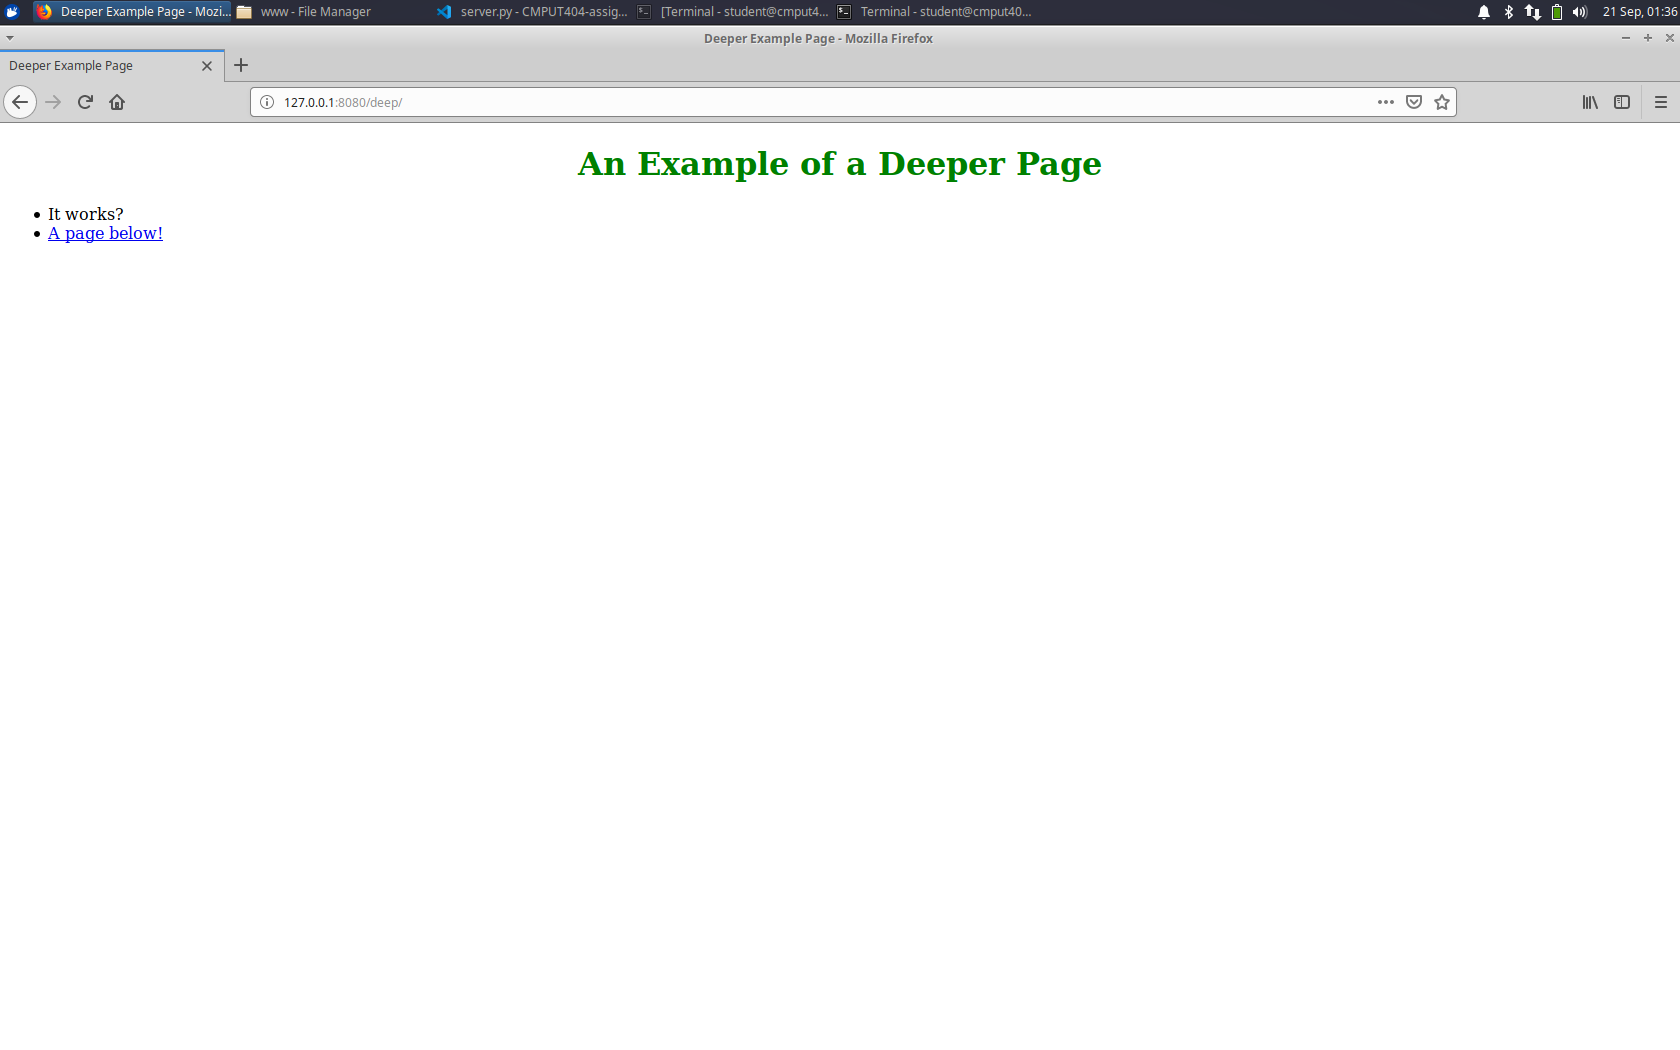 Deeper Example Page - Mozi... www - File Manager server.py - CMPUT404-assig... [Terminal - student@cmput4... Terminal - student@cmput40... 21 Sep, 01:36
Deeper Example Page - Mozilla Firefox
Deeper Example Page
127.0.0.1:8080/deep/
An Example of a Deeper Page
It works?
A page below!